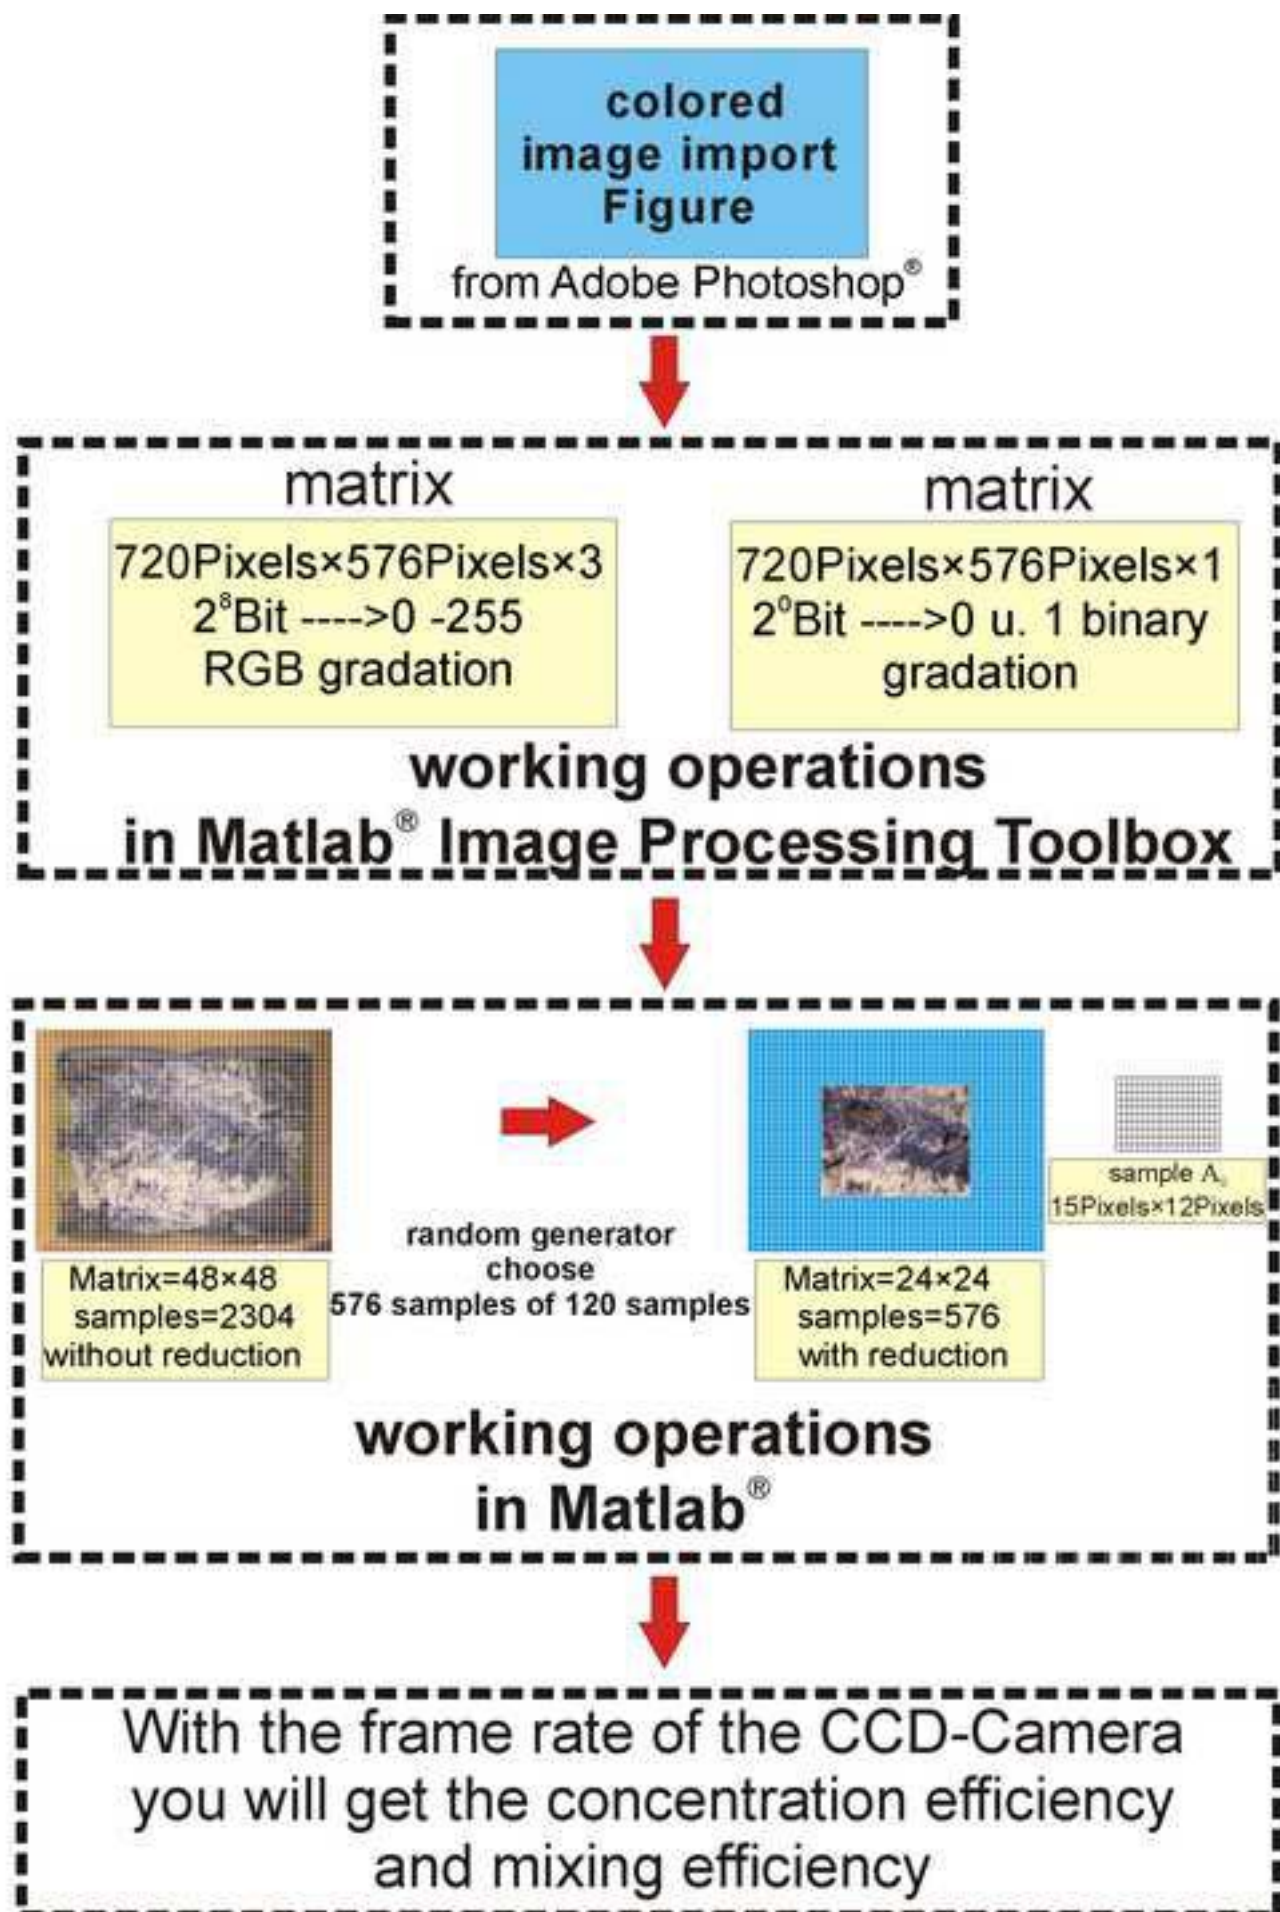 colored
image import
Figure
from Adobe Photoshop®
matrix
720Pixels×576Pixels×3
2⁸Bit ---->0 -255
RGB gradation
matrix
720Pixels×576Pixels×1
2⁰Bit ---->0 u. 1 binary
gradation
working operations
in Matlab® Image Processing Toolbox
Matrix=48×48
samples=2304
without reduction
random generator
choose
576 samples of 120 samples
Matrix=24×24
samples=576
with reduction
sample A
15Pixels×12Pixels
working operations
in Matlab®
With the frame rate of the CCD-Camera
you will get the concentration efficiency
and mixing efficiency